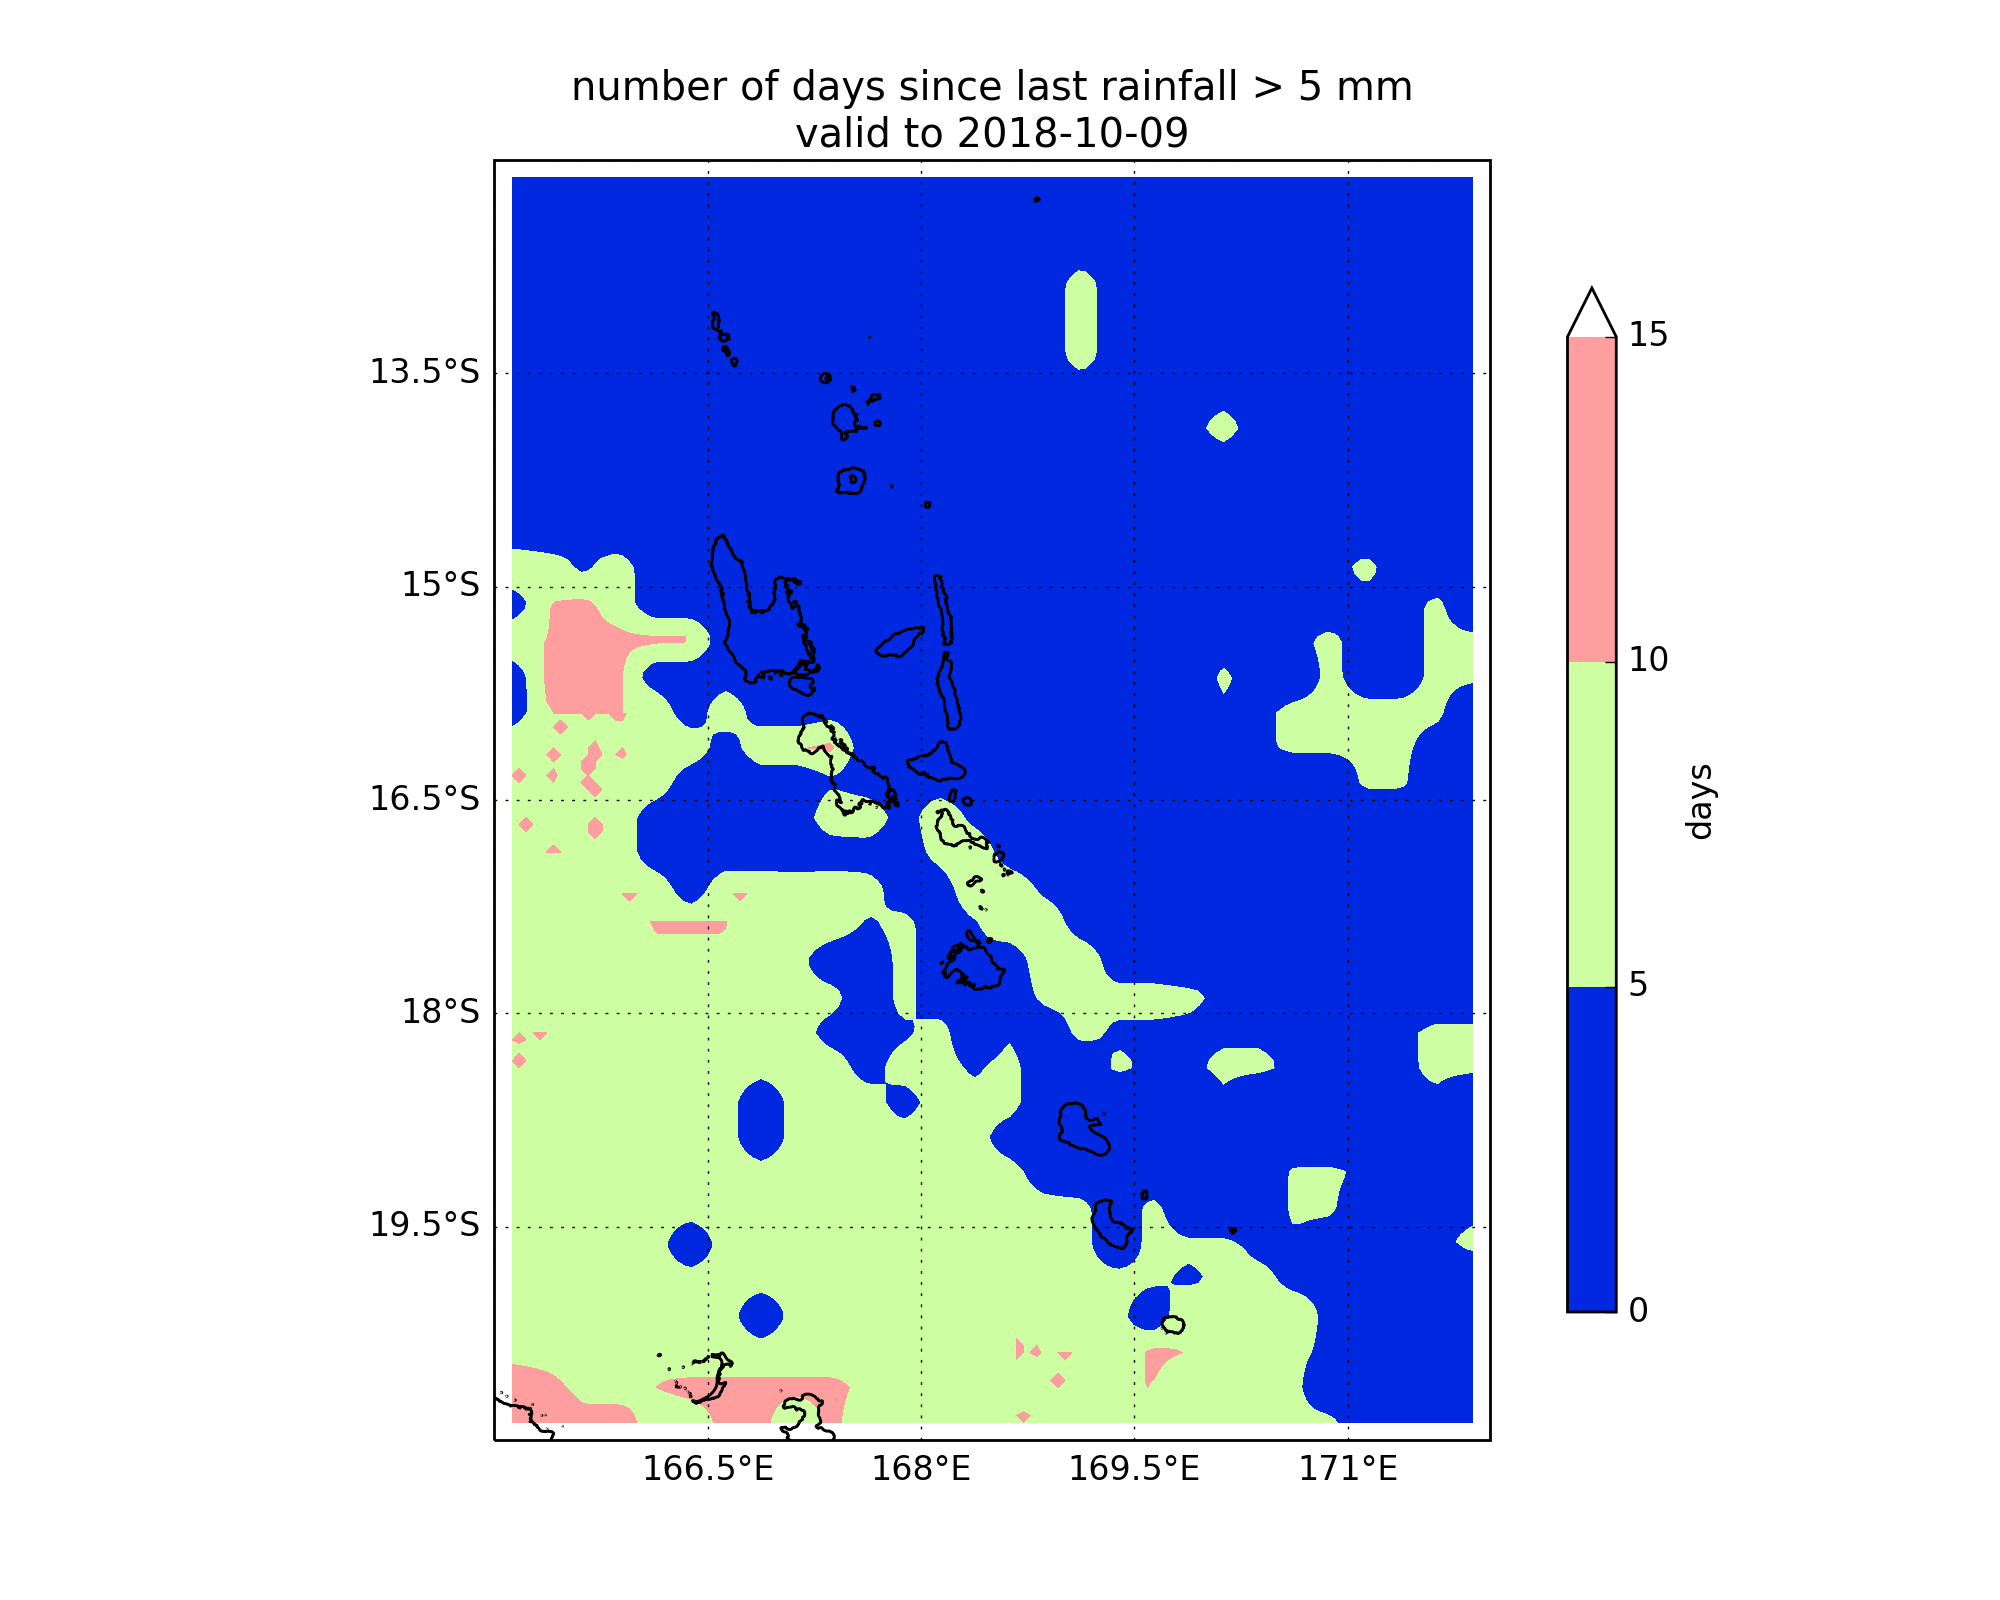 number of days since last rainfall > 5 mm
valid to 2018-10-09
13.5°S
15°S
16.5°S
18°S
19.5°S
166.5°E
168°E
169.5°E
171°E
15
10
5
0
days